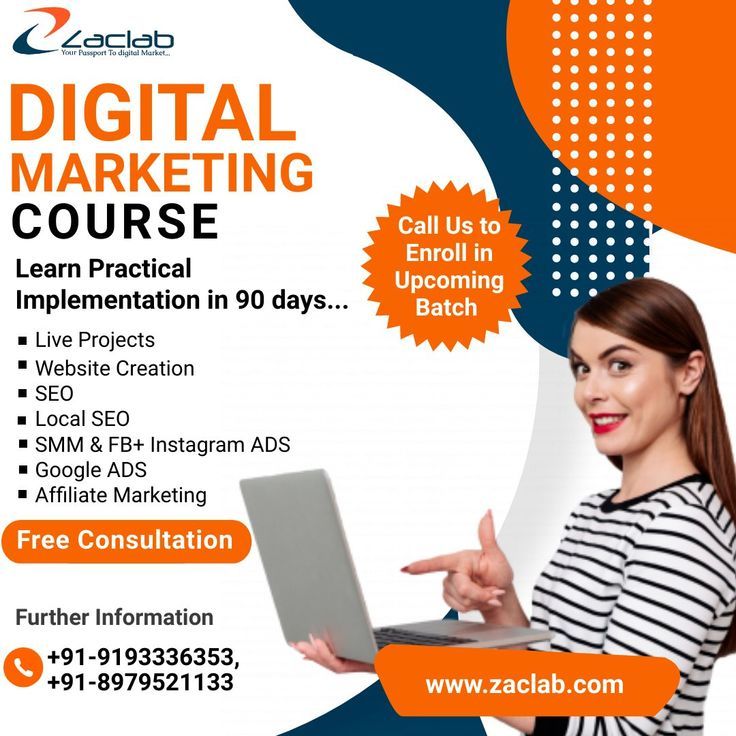 Zaclab
Your Passport To digital Market...
DIGITAL
MARKETING
COURSE
Learn Practical
Implementation in 90 days...
Call Us to
Enroll in
Upcoming
Batch
▪ Live Projects
▪ Website Creation
▪ SEO
▪ Local SEO
▪ SMM & FB+ Instagram ADS
▪ Google ADS
▪ Affiliate Marketing
Free Consultation
Further Information
+91-9193336353,
+91-8979521133
www.zaclab.com